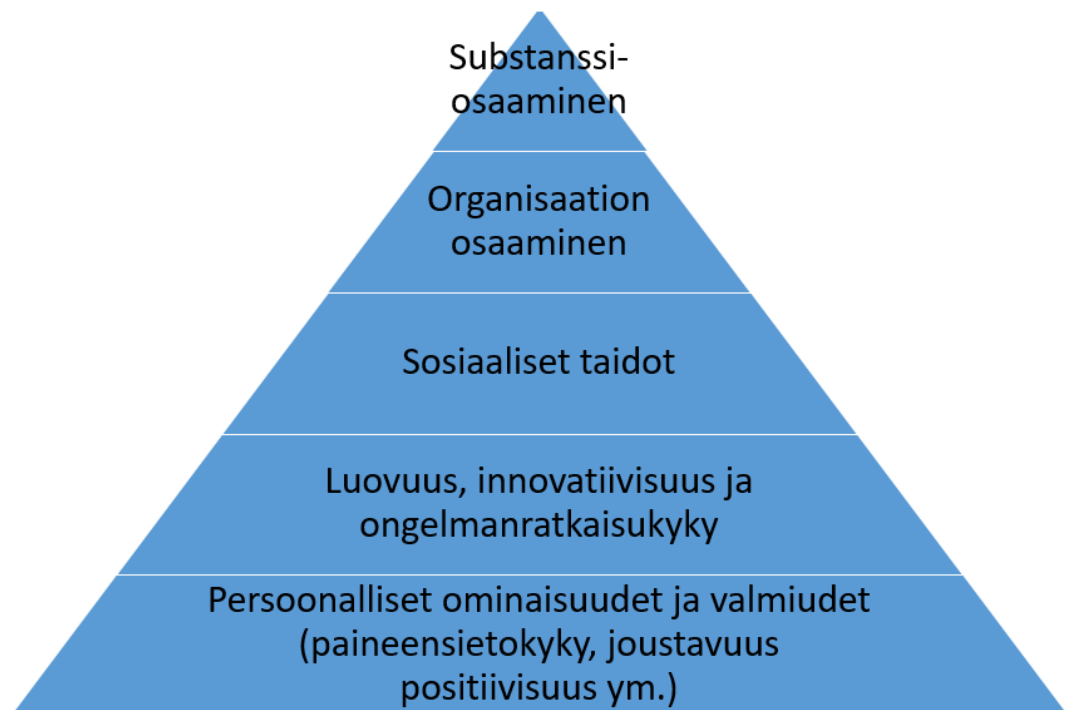 Substanssi-
osaaminen
Organisaation
osaaminen
Sosiaaliset taidot
Luovuus, innovatiivisuus ja
ongelmanratkaisukyky
Persoonalliset ominaisuudet ja valmiudet
(paineensietokyky, joustavuus
positiivisuus ym.)